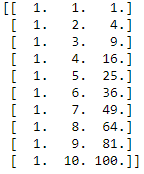 [[  1.   1.   1.]
 [  1.   2.   4.]
 [  1.   3.   9.]
 [  1.   4.  16.]
 [  1.   5.  25.]
 [  1.   6.  36.]
 [  1.   7.  49.]
 [  1.   8.  64.]
 [  1.   9.  81.]
 [  1.  10. 100.]]